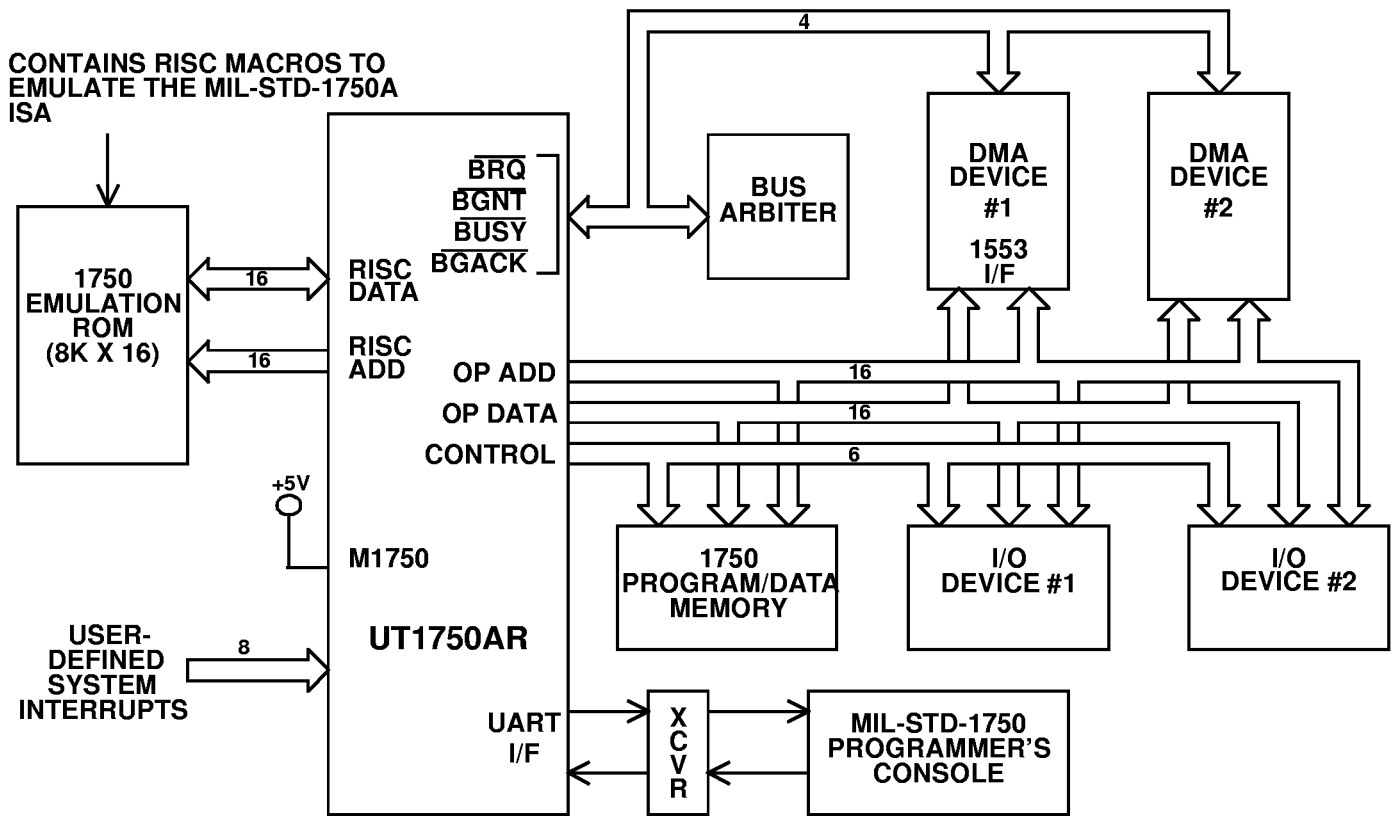 4
CONTAINS RISC MACROS TO
EMULATE THE MIL-STD-1750A
ISA
BRQ
BGNT
BUSY
BGACK
BUS
ARBITER
DMA
DEVICE
#1
1553
I/F
DMA
DEVICE
#2
1750
EMULATION
ROM
(8K X 16)
16
16
RISC
DATA
RISC
ADD
OP ADD
16
OP DATA
16
CONTROL
6
+5V
M1750
1750
PROGRAM/DATA
MEMORY
I/O
DEVICE #1
I/O
DEVICE #2
USER-
DEFINED
SYSTEM
INTERRUPTS
8
UT1750AR
UART
I/F
X
C
V
R
MIL-STD-1750
PROGRAMMER'S
CONSOLE